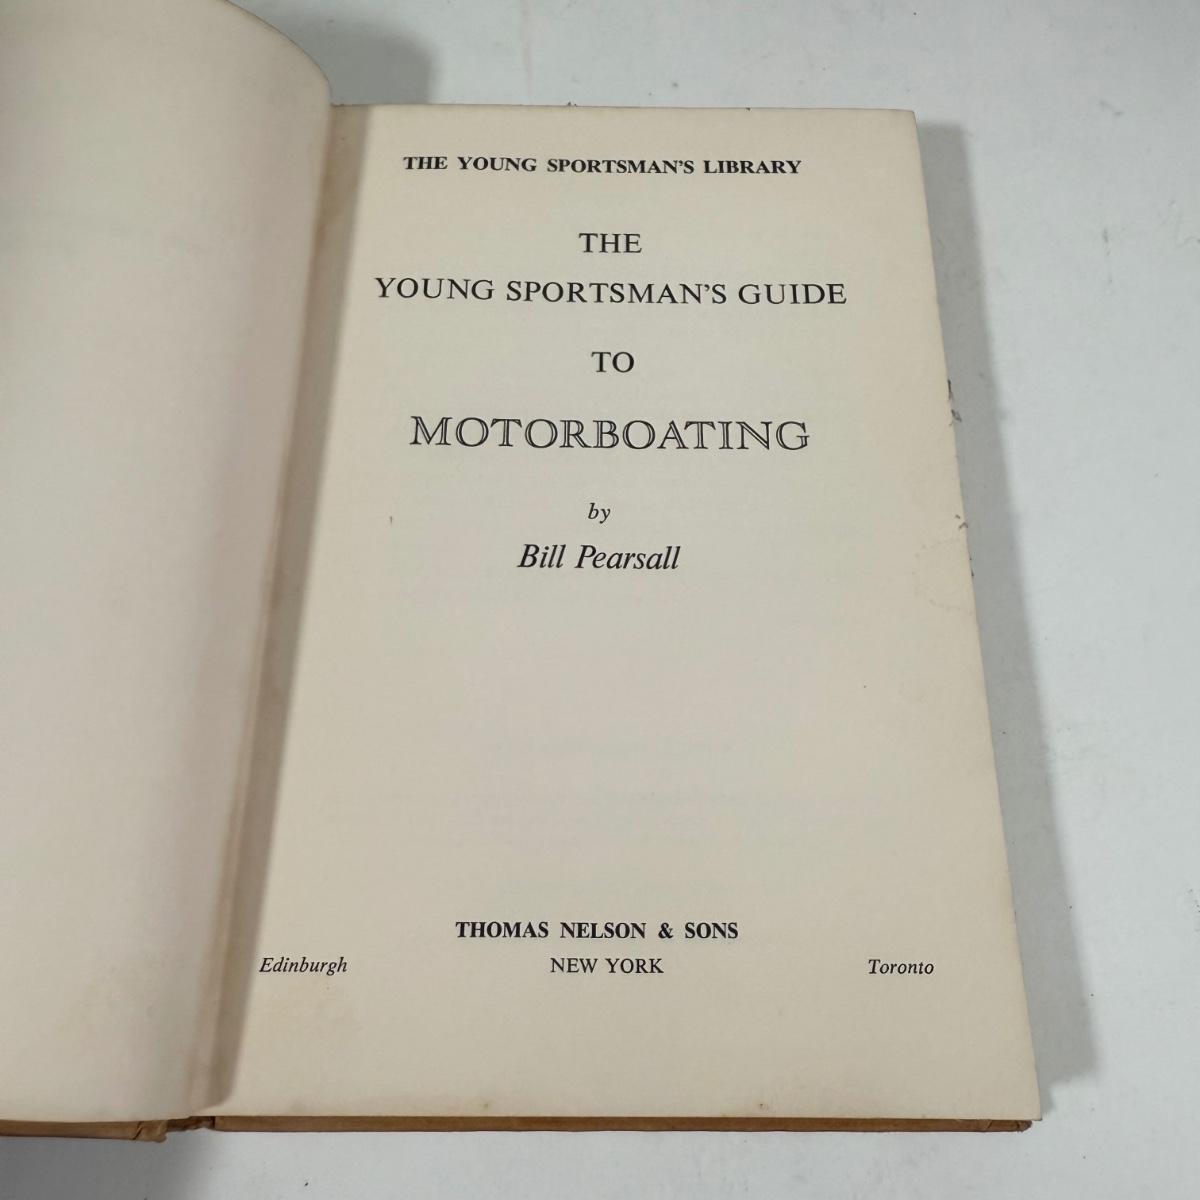 THE YOUNG SPORTSMAN'S LIBRARY
THE
YOUNG SPORTSMAN'S GUIDE
TO
MOTORBOATING
by
Bill Pearsall
THOMAS NELSON & SONS
Edinburgh NEW YORK Toronto